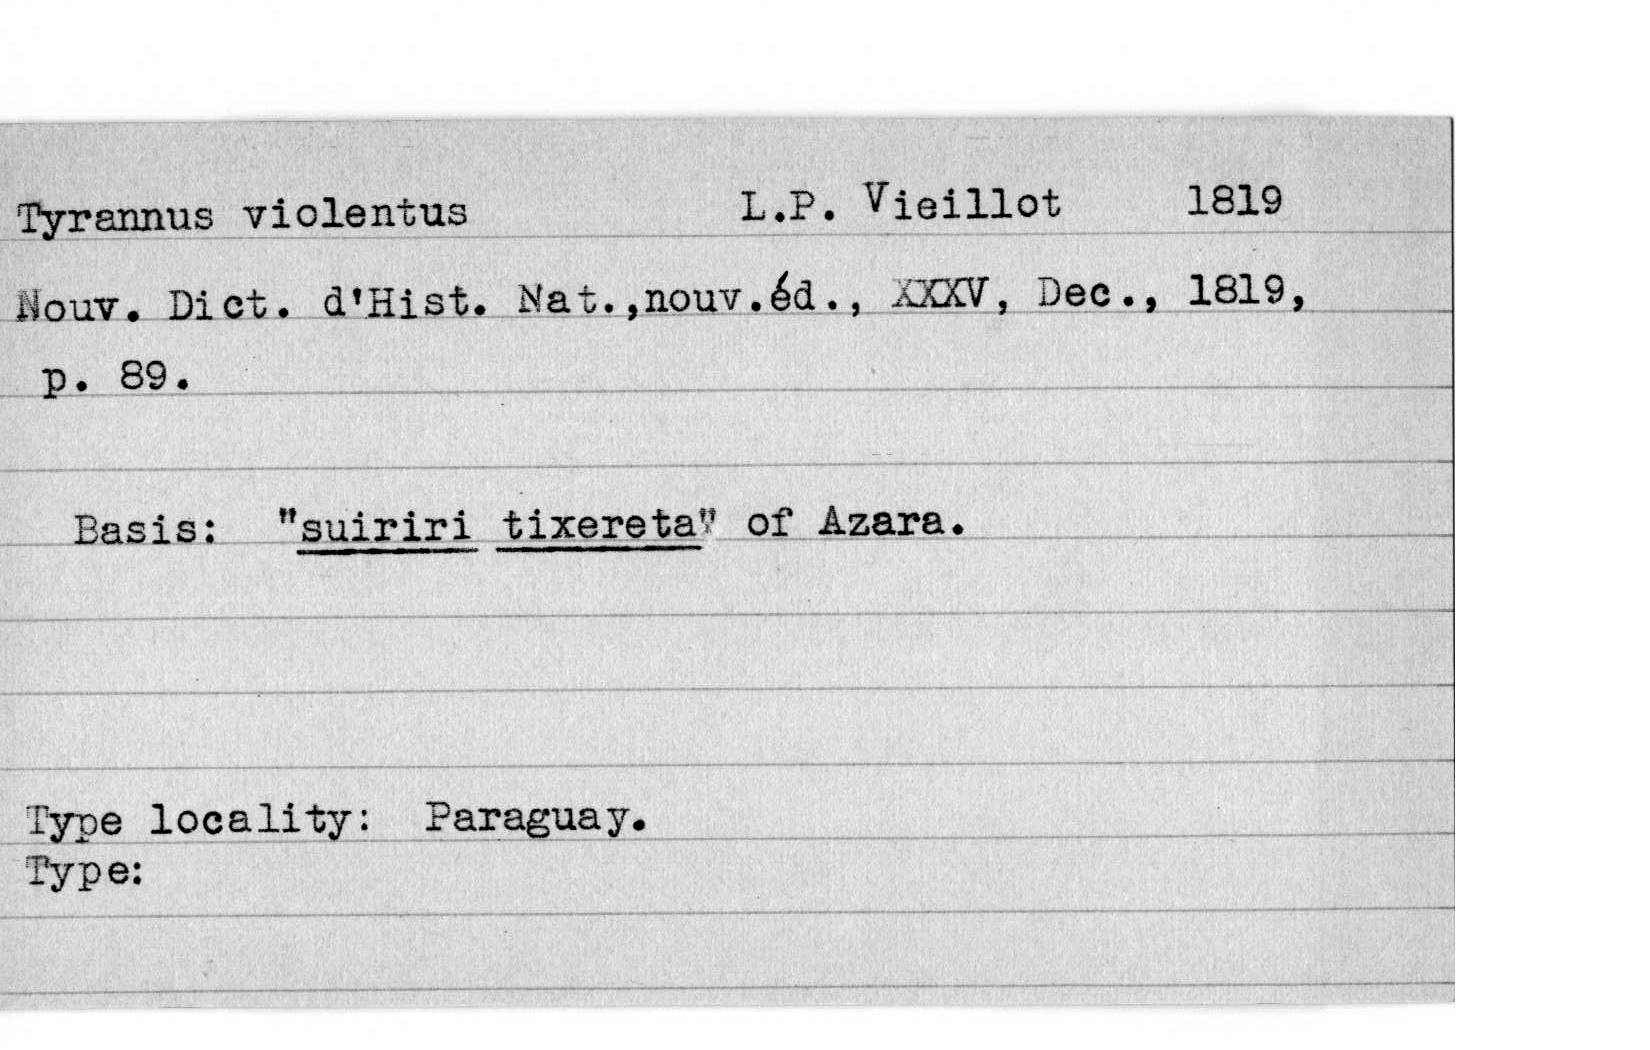 Tyrannus violentus L.P. Vieillot 1819
Nouv. Dict. d'Hist. Nat.,nouv.éd., XXXV, Dec., 1819,
p. 89.
Basis: "suiriri tixereta" of Azara.
Type locality: Paraguay.
Type: